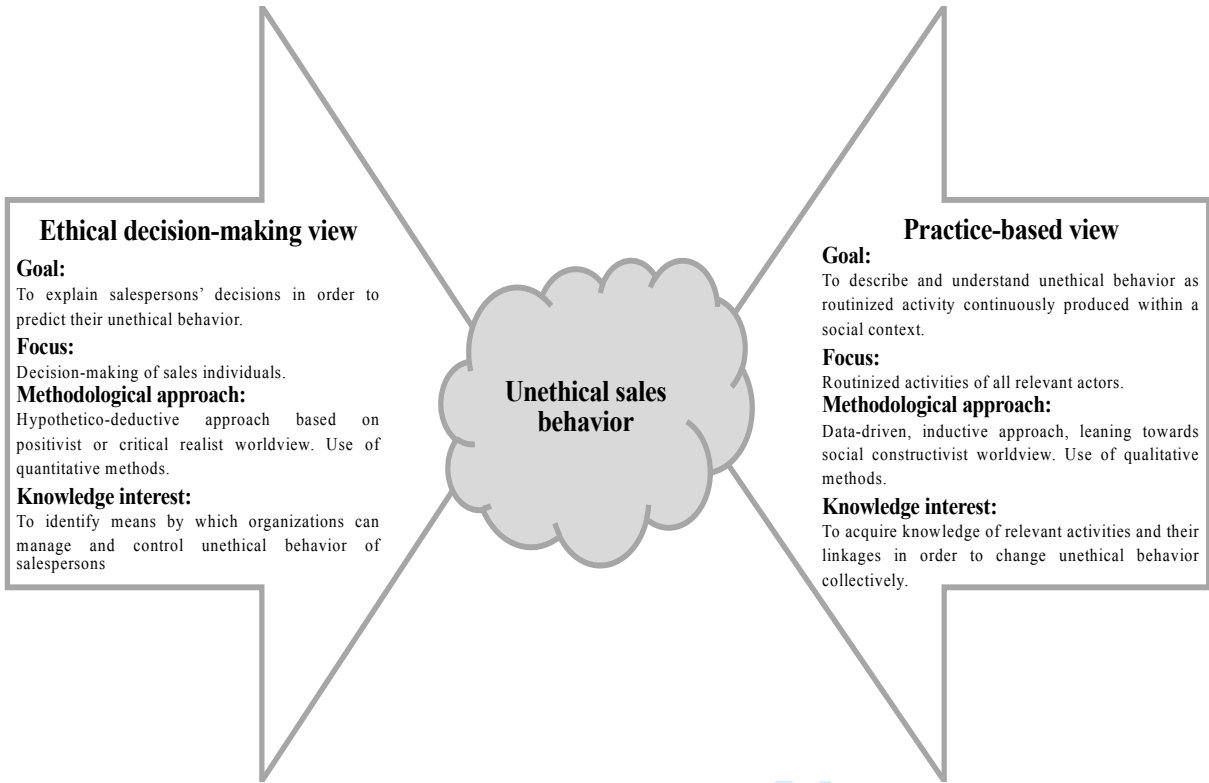 Ethical decision-making view
Goal:
To explain salespersons’ decisions in order to
predict their unethical behavior.
Focus:
Decision-making of sales individuals.
Methodological approach:
Hypothetico-deductive approach based on
positivist or critical realist worldview. Use of
quantitative methods.
Knowledge interest:
To identify means by which organizations can
manage and control unethical behavior of
salespersons
Unethical sales
behavior
Practice-based view
Goal:
To describe and understand unethical behavior as
routinized activity continuously produced within a
social context.
Focus:
Routinized activities of all relevant actors.
Methodological approach:
Data-driven, inductive approach, leaning towards
social constructivist worldview. Use of qualitative
methods.
Knowledge interest:
To acquire knowledge of relevant activities and their
linkages in order to change unethical behavior
collectively.